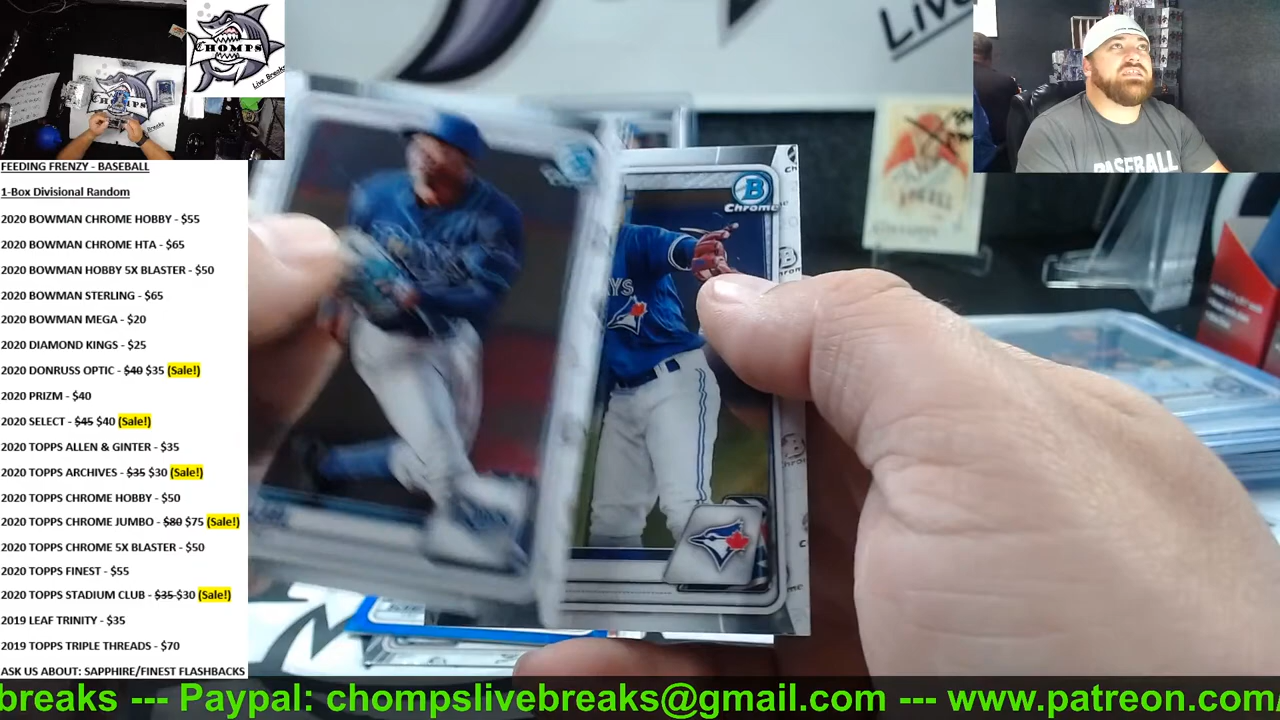 CHOMPS
Live Breaks
Live
CHOMPS
Breaks
PASEBALL
FEEDING FRENZY - BASEBALL
1-Box Divisional Random
2020 BOWMAN CHROME HOBBY - $55
2020 BOWMAN CHROME HTA - $65
2020 BOWMAN HOBBY 5X BLASTER - $50
2020 BOWMAN STERLING - $65
2020 BOWMAN MEGA - $20
2020 DIAMOND KINGS - $25
2020 DONRUSS OPTIC - $40 $35 (Sale!)
2020 PRIZM - $40
2020 SELECT - $45 $40 (Sale!)
2020 TOPPS ALLEN & GINTER - $35
2020 TOPPS ARCHIVES - $35 $30 (Sale!)
2020 TOPPS CHROME HOBBY - $50
2020 TOPPS CHROME JUMBO - $80 $75 (Sale!)
2020 TOPPS CHROME 5X BLASTER - $50
2020 TOPPS FINEST - $55
2020 TOPPS STADIUM CLUB - $35 $30 (Sale!)
2019 LEAF TRINITY - $35
2019 TOPPS TRIPLE THREADS - $70
ASK US ABOUT: SAPPHIRE/FINEST FLASHBACKS
B
Chrome
breaks --- Paypal: chompslivebreaks@gmail.com --- www.patreon.com/